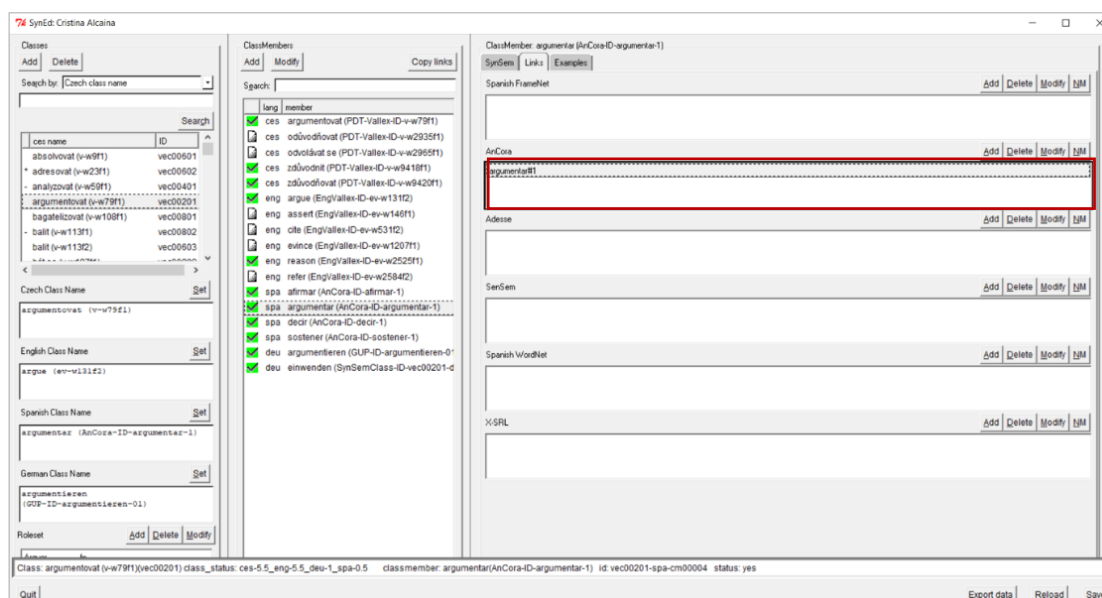 SynEd: Cristina Alcaina
Classes
Add Delete
Search by: Czech class name
Search
ces name ID
absolvovat (v-w9f1) vec00601
* adresovat (v-w23f1) vec00602
- analyzovat (v-w59f1) vec00401
argumentovat (v-w79f1) vec00201
bagatelizovat (v-w108f1) vec00801
- balit (v-w113f1) vec00802
balit (v-w113f2) vec00603
Czech Class Name Set
argumentovat (v-w79f1)
English Class Name Set
argue (ev-w131f2)
Spanish Class Name Set
argumentar (AnCora-ID-argumentar-1)
German Class Name Set
argumentieren
(GUP-ID-argumentieren-01)
Roleset Add Delete Modify
ClassMembers
Add Modify Copy links
Search:
lang member
ces argumentovat (PDT-Vallex-ID-v-w79f1)
ces odůvodňovat (PDT-Vallex-ID-v-w2935f1)
ces odvolávat se (PDT-Vallex-ID-v-w2965f1)
ces zdůvodnit (PDT-Vallex-ID-v-w9418f1)
ces zdůvodňovat (PDT-Vallex-ID-v-w9420f1)
eng argue (EngVallex-ID-ev-w131f2)
eng assert (EngVallex-ID-ev-w146f1)
eng cite (EngVallex-ID-ev-w531f2)
eng evince (EngVallex-ID-ev-w1207f1)
eng reason (EngVallex-ID-ev-w2525f1)
eng refer (EngVallex-ID-ev-w2584f2)
spa afirmar (AnCora-ID-afirmar-1)
spa argumentar (AnCora-ID-argumentar-1)
spa decir (AnCora-ID-decir-1)
spa sostener (AnCora-ID-sostener-1)
deu argumentieren (GUP-ID-argumentieren-01
deu einwenden (SynSemClass-ID-vec00201-d
ClassMember: argumentar (AnCora-ID-argumentar-1)
SynSem Links Examples
Spanish FrameNet Add Delete Modify NM
AnCora Add Delete Modify NM
argumentar#1
Adesse Add Delete Modify NM
SenSem Add Delete Modify NM
Spanish WordNet Add Delete Modify NM
X-SRL Add Delete Modify NM
Class: argumentovat (v-w79f1)(vec00201) class_status: ces-5.5_eng-5.5_deu-1_spa-0.5 classmember: argumentar(AnCora-ID-argumentar-1) id: vec00201-spa-cm00004 status: yes
Quit Export data Reload Save